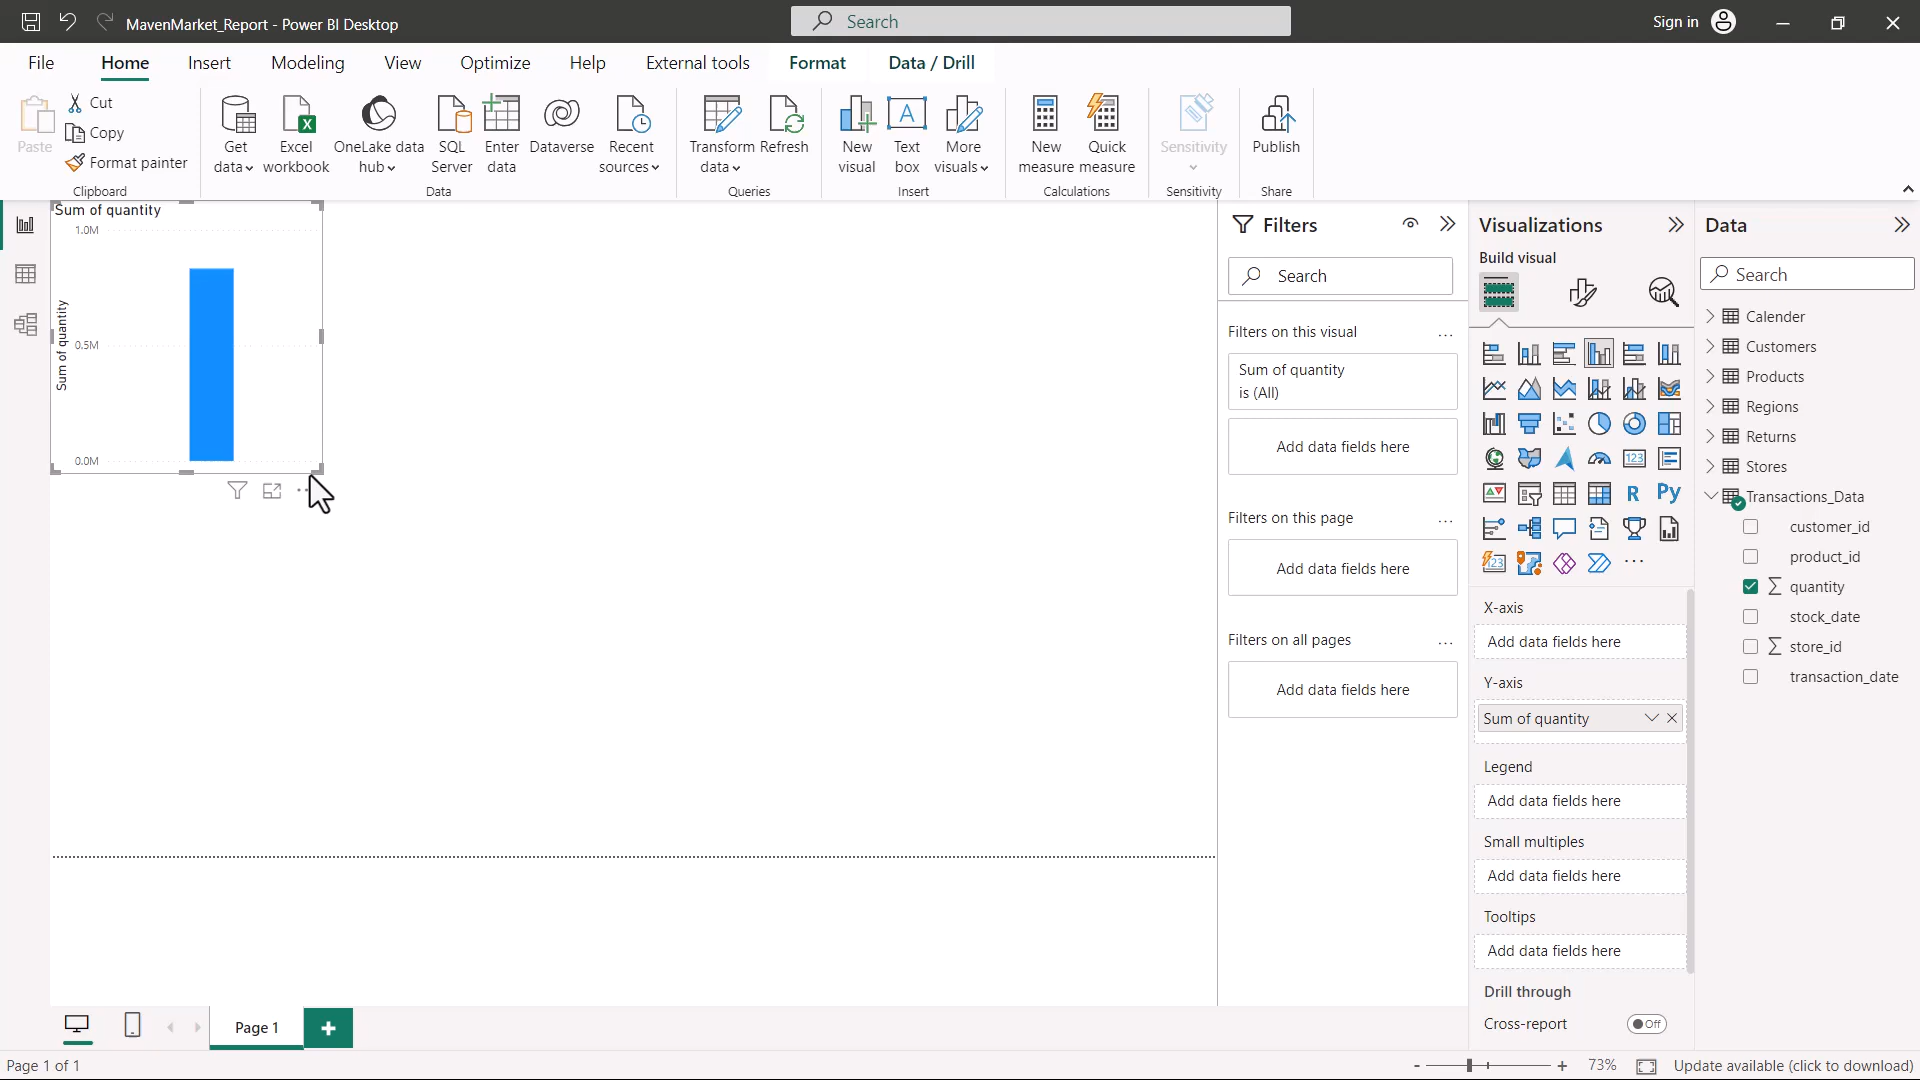 MavenMarket_Report - Power BI Desktop
Search
Sign in
File
Home
Insert
Modeling
View
Optimize
Help
External tools
Format
Data / Drill
Paste
Cut
Copy
Format painter
Clipboard
Get
data
Excel
workbook
OneLake data
hub
SQL
Server
Enter
data
Dataverse
Recent
sources
Data
Transform
data
Refresh
Queries
New
visual
A
Text
box
More
visuals
Insert
New
measure
Quick
measure
Calculations
Sensitivity
Sensitivity
Publish
Share
Sum of quantity
1.0M
0.5M
0.0M
Sum of quantity
Filters
Search
Filters on this visual
...
Sum of quantity
is (All)
Add data fields here
Filters on this page
...
Add data fields here
Filters on all pages
...
Add data fields here
Visualizations
Build visual
123
R
Py
123
...
X-axis
Add data fields here
Y-axis
Sum of quantity
Legend
Add data fields here
Small multiples
Add data fields here
Tooltips
Add data fields here
Drill through
Cross-report
Off
Data
Search
Calender
Customers
Products
Regions
Returns
Stores
Transactions_Data
customer_id
product_id
∑ quantity
stock_date
∑ store_id
transaction_date
Page 1
+
Page 1 of 1
- + 73%
Update available (click to download)